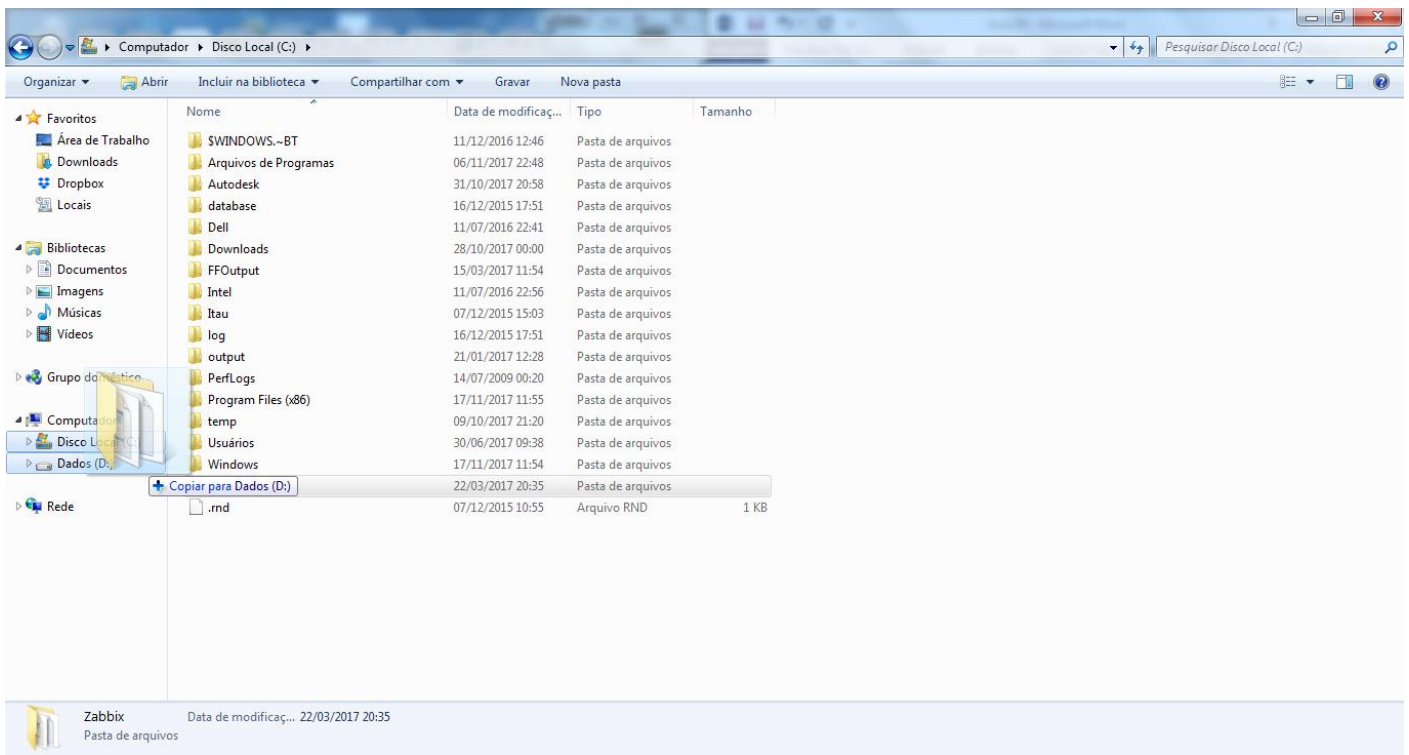 Computador ▸ Disco Local (C:) ▸
Pesquisar Disco Local (C:)
Organizar Abrir Incluir na biblioteca Compartilhar com Gravar Nova pasta
Favoritos
Área de Trabalho
Downloads
Dropbox
Locais
Bibliotecas
Documentos
Imagens
Músicas
Vídeos
Grupo doméstico
Computador
Disco Local (C:)
Dados (D:)
Rede
Nome Data de modificaç... Tipo Tamanho
$WINDOWS.~BT 11/12/2016 12:46 Pasta de arquivos
Arquivos de Programas 06/11/2017 22:48 Pasta de arquivos
Autodesk 31/10/2017 20:58 Pasta de arquivos
database 16/12/2015 17:51 Pasta de arquivos
Dell 11/07/2016 22:41 Pasta de arquivos
Downloads 28/10/2017 00:00 Pasta de arquivos
FFOutput 15/03/2017 11:54 Pasta de arquivos
Intel 11/07/2016 22:56 Pasta de arquivos
Itau 07/12/2015 15:03 Pasta de arquivos
log 16/12/2015 17:51 Pasta de arquivos
output 21/01/2017 12:28 Pasta de arquivos
PerfLogs 14/07/2009 00:20 Pasta de arquivos
Program Files (x86) 17/11/2017 11:55 Pasta de arquivos
temp 09/10/2017 21:20 Pasta de arquivos
Usuários 30/06/2017 09:38 Pasta de arquivos
Windows 17/11/2017 11:54 Pasta de arquivos
Copiar para Dados (D:) 22/03/2017 20:35 Pasta de arquivos
.rnd 07/12/2015 10:55 Arquivo RND 1 KB
Zabbix Data de modificaç... 22/03/2017 20:35
Pasta de arquivos